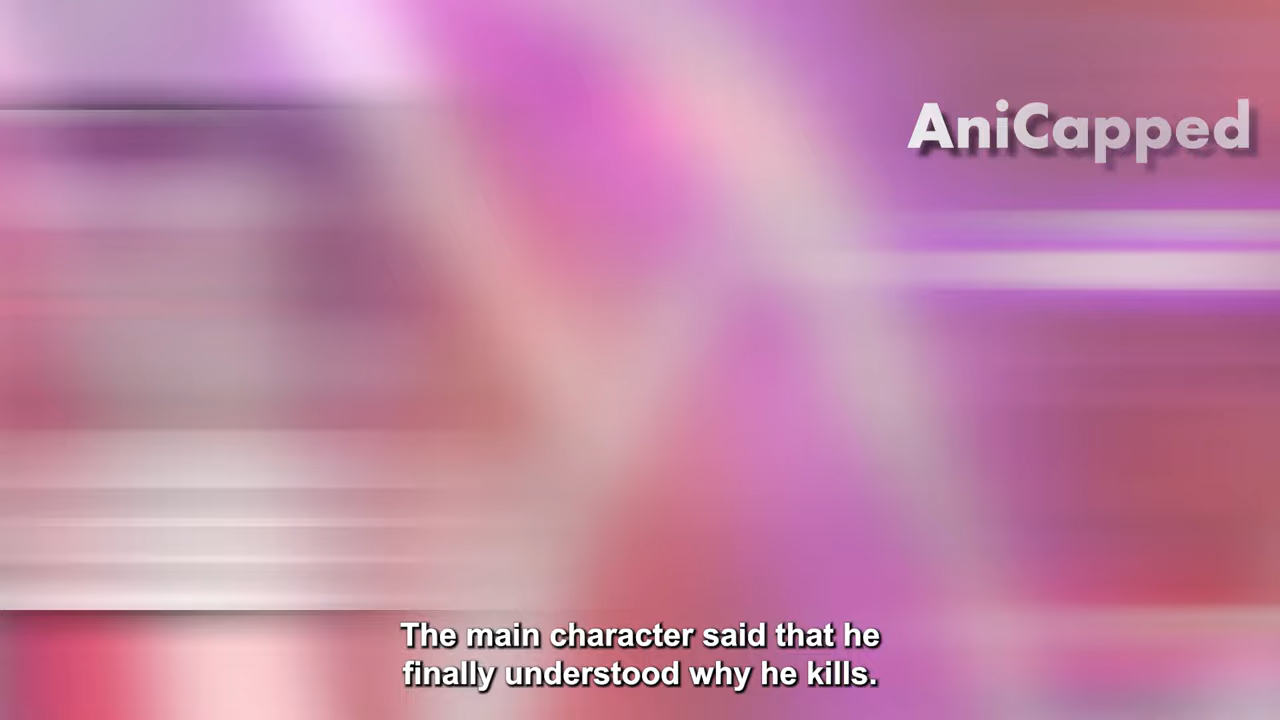 AniCapped
The main character said that he
finally understood why he kills.